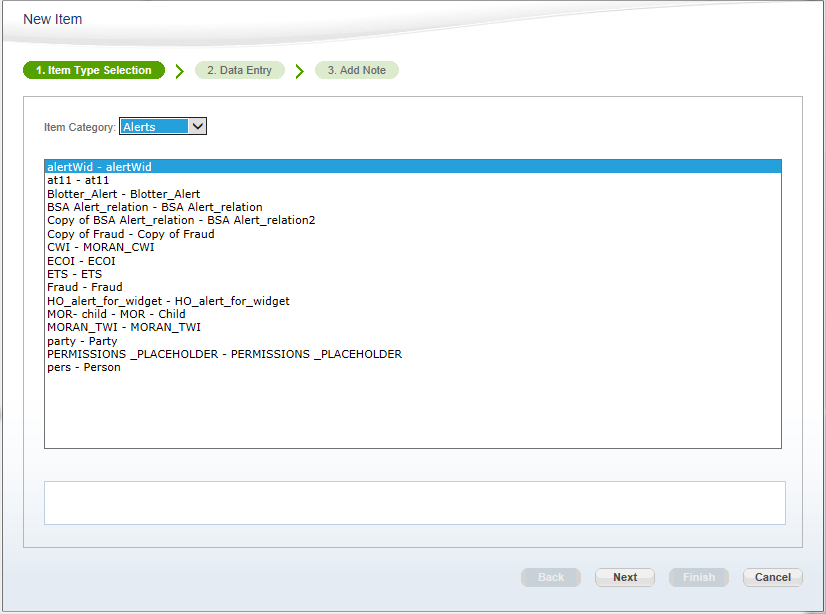 New Item
1. Item Type Selection
2. Data Entry
3. Add Note
Item Category: Alerts
alertWid - alertWid
at11 - at11
Blotter_Alert - Blotter_Alert
BSA Alert_relation - BSA Alert_relation
Copy of BSA Alert_relation - BSA Alert_relation2
Copy of Fraud - Copy of Fraud
CWI - MORAN_CWI
ECOI - ECOI
ETS - ETS
Fraud - Fraud
HO_alert_for_widget - HO_alert_for_widget
MOR- child - MOR - Child
MORAN_TWI - MORAN_TWI
party - Party
PERMISSIONS _PLACEHOLDER - PERMISSIONS _PLACEHOLDER
pers - Person
Back
Next
Finish
Cancel